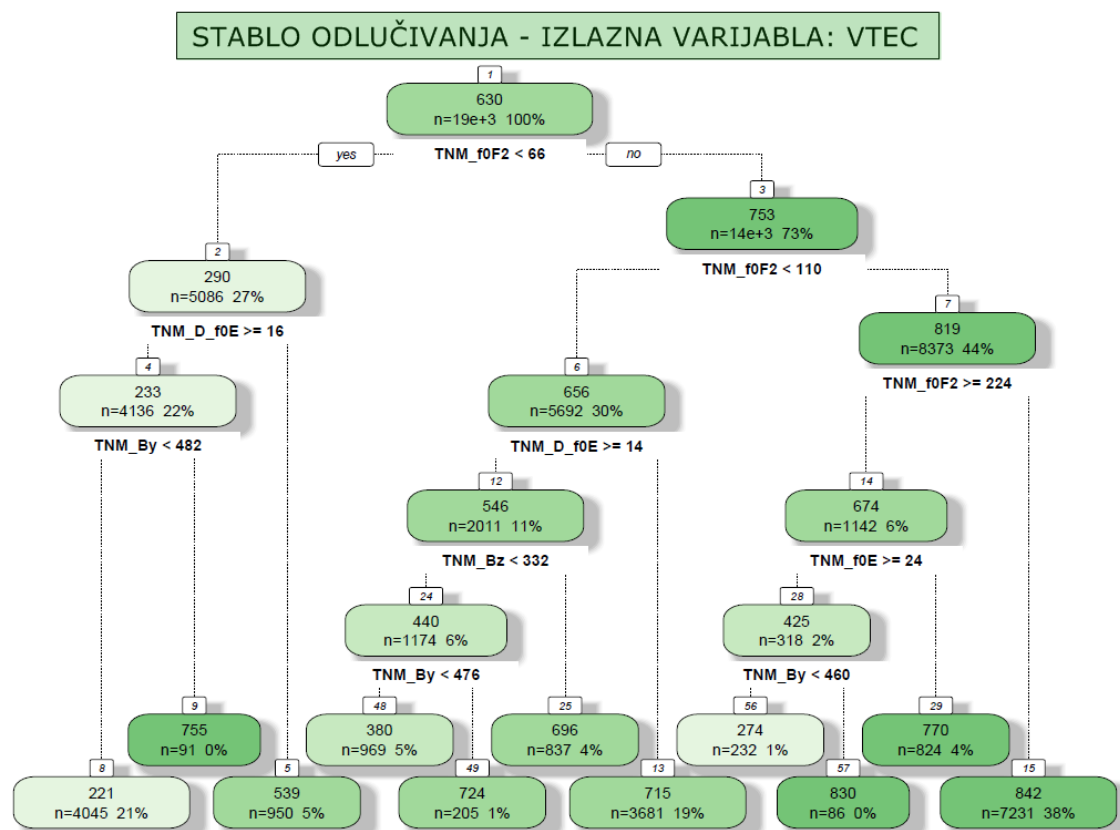 STABLO ODLUČIVANJA - IZLAZNA VARIJABLA: VTEC
1
630
n=19e+3 100%
yes
TNM_f0F2 < 66
no
3
753
n=14e+3 73%
TNM_f0F2 < 110
2
290
n=5086 27%
TNM_D_f0E >= 16
7
819
n=8373 44%
TNM_f0F2 >= 224
4
233
n=4136 22%
TNM_By < 482
6
656
n=5692 30%
TNM_D_f0E >= 14
12
546
n=2011 11%
TNM_Bz < 332
14
674
n=1142 6%
TNM_f0E >= 24
24
440
n=1174 6%
TNM_By < 476
28
425
n=318 2%
TNM_By < 460
9
755
n=91 0%
48
380
n=969 5%
25
696
n=837 4%
56
274
n=232 1%
29
770
n=824 4%
8
221
n=4045 21%
5
539
n=950 5%
49
724
n=205 1%
13
715
n=3681 19%
57
830
n=86 0%
15
842
n=7231 38%